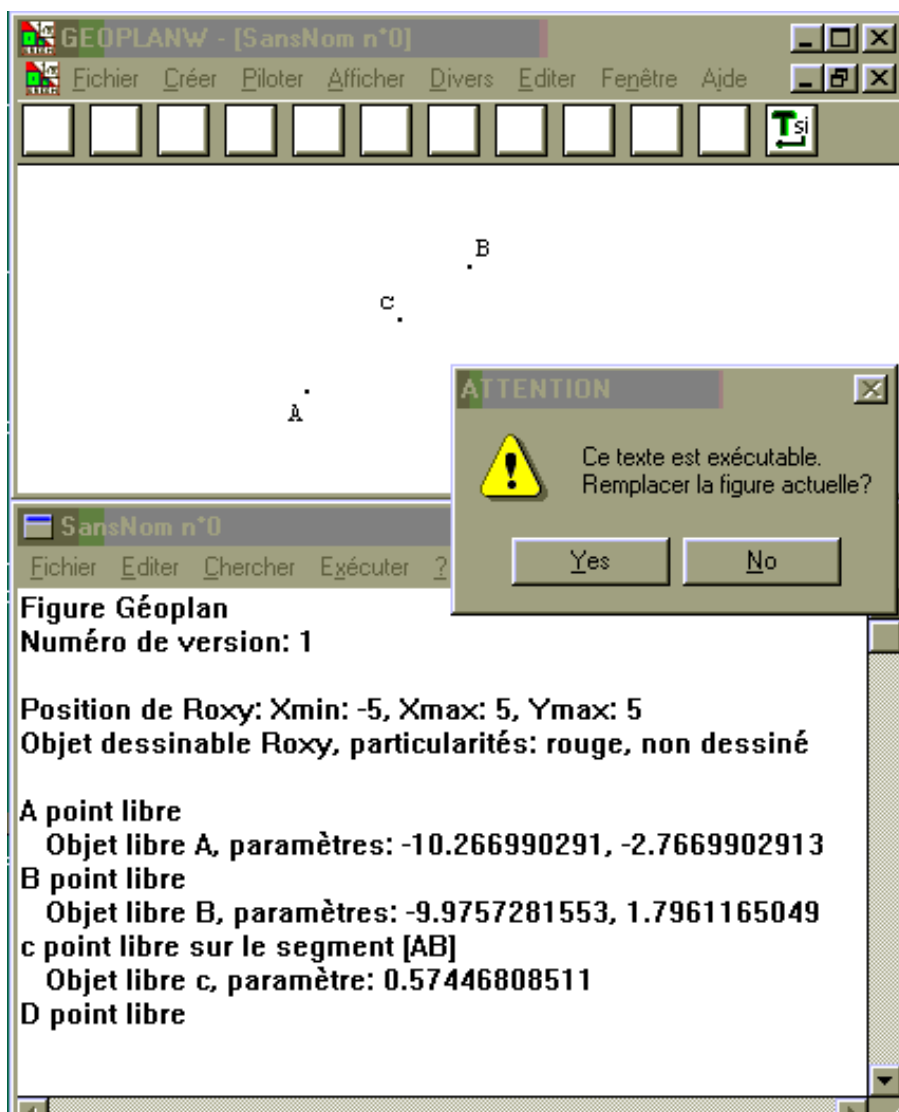 GEOPLANW - [SansNom n°0]
Fichier Créer Piloter Afficher Divers Editer Fenêtre Aide
Tsi
B
c
A
ATTENTION
Ce texte est exécutable.
Remplacer la figure actuelle?
Yes No
SansNom n°0
Fichier Editer Chercher Exécuter ?
Figure Géoplan
Numéro de version: 1
Position de Roxy: Xmin: -5, Xmax: 5, Ymax: 5
Objet dessinable Roxy, particularités: rouge, non dessiné
A point libre
Objet libre A, paramètres: -10.266990291, -2.7669902913
B point libre
Objet libre B, paramètres: -9.9757281553, 1.7961165049
c point libre sur le segment [AB]
Objet libre c, paramètre: 0.57446808511
D point libre